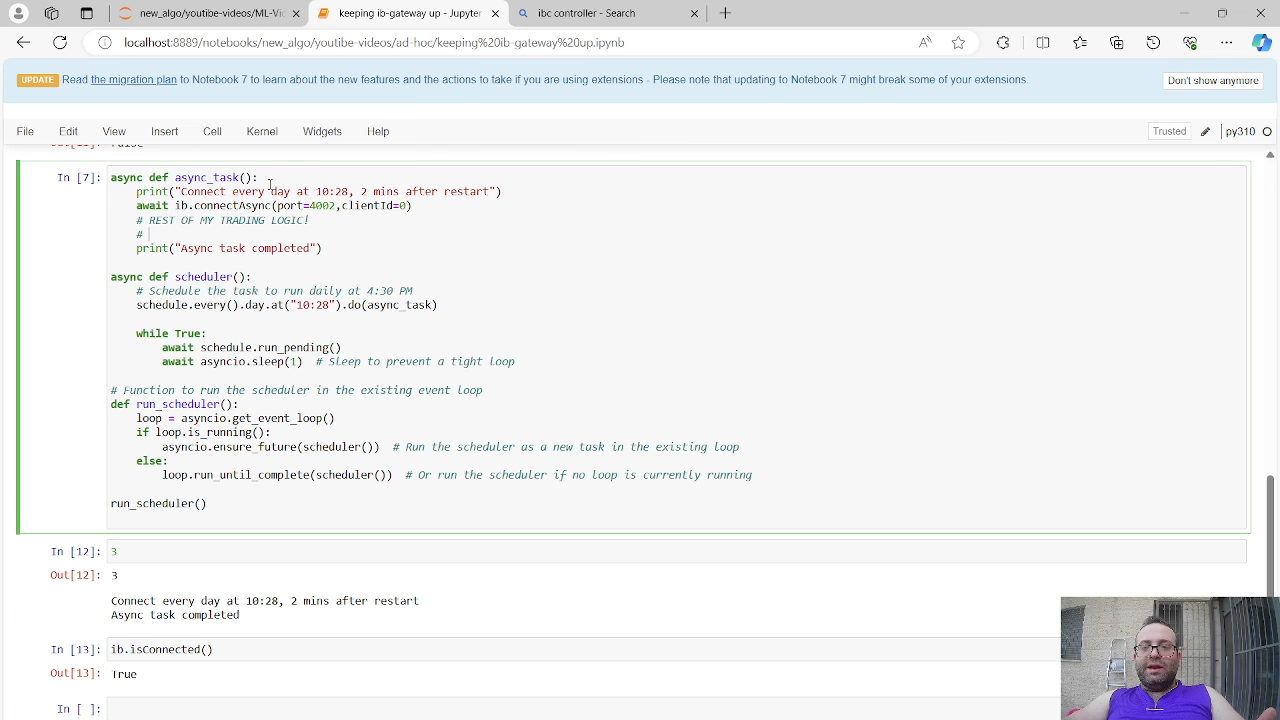 new_algo/youtibe-videos/ML-Vi
keeping ib-gateway up - Jupyter
ibc controller - Search
localhost:8889/notebooks/new_algo/youtibe-videos/ad-hoc/keeping%20ib-gateway%20up.ipynb
UPDATE Read the migration plan to Notebook 7 to learn about the new features and the actions to take if you are using extensions - Please note that updating to Notebook 7 might break some of your extensions. Don't show anymore
File Edit View Insert Cell Kernel Widgets Help Trusted py310
Out[11]: False
In [7]: async def async_task():
print("Connect every day at 10:28, 2 mins after restart")
await ib.connectAsync(port=4002,clientId=0)
# REST OF MY TRADING LOGIC!
#
print("Async task completed")
async def scheduler():
# Schedule the task to run daily at 4:30 PM
schedule.every().day.at("10:28").do(async_task)
while True:
await schedule.run_pending()
await asyncio.sleep(1) # Sleep to prevent a tight loop
# Function to run the scheduler in the existing event loop
def run_scheduler():
loop = asyncio.get_event_loop()
if loop.is_running():
asyncio.ensure_future(scheduler()) # Run the scheduler as a new task in the existing loop
else:
loop.run_until_complete(scheduler()) # Or run the scheduler if no loop is currently running
run_scheduler()
In [12]: 3
Out[12]: 3
Connect every day at 10:28, 2 mins after restart
Async task completed
In [13]: ib.isConnected()
Out[13]: True
In [ ]: